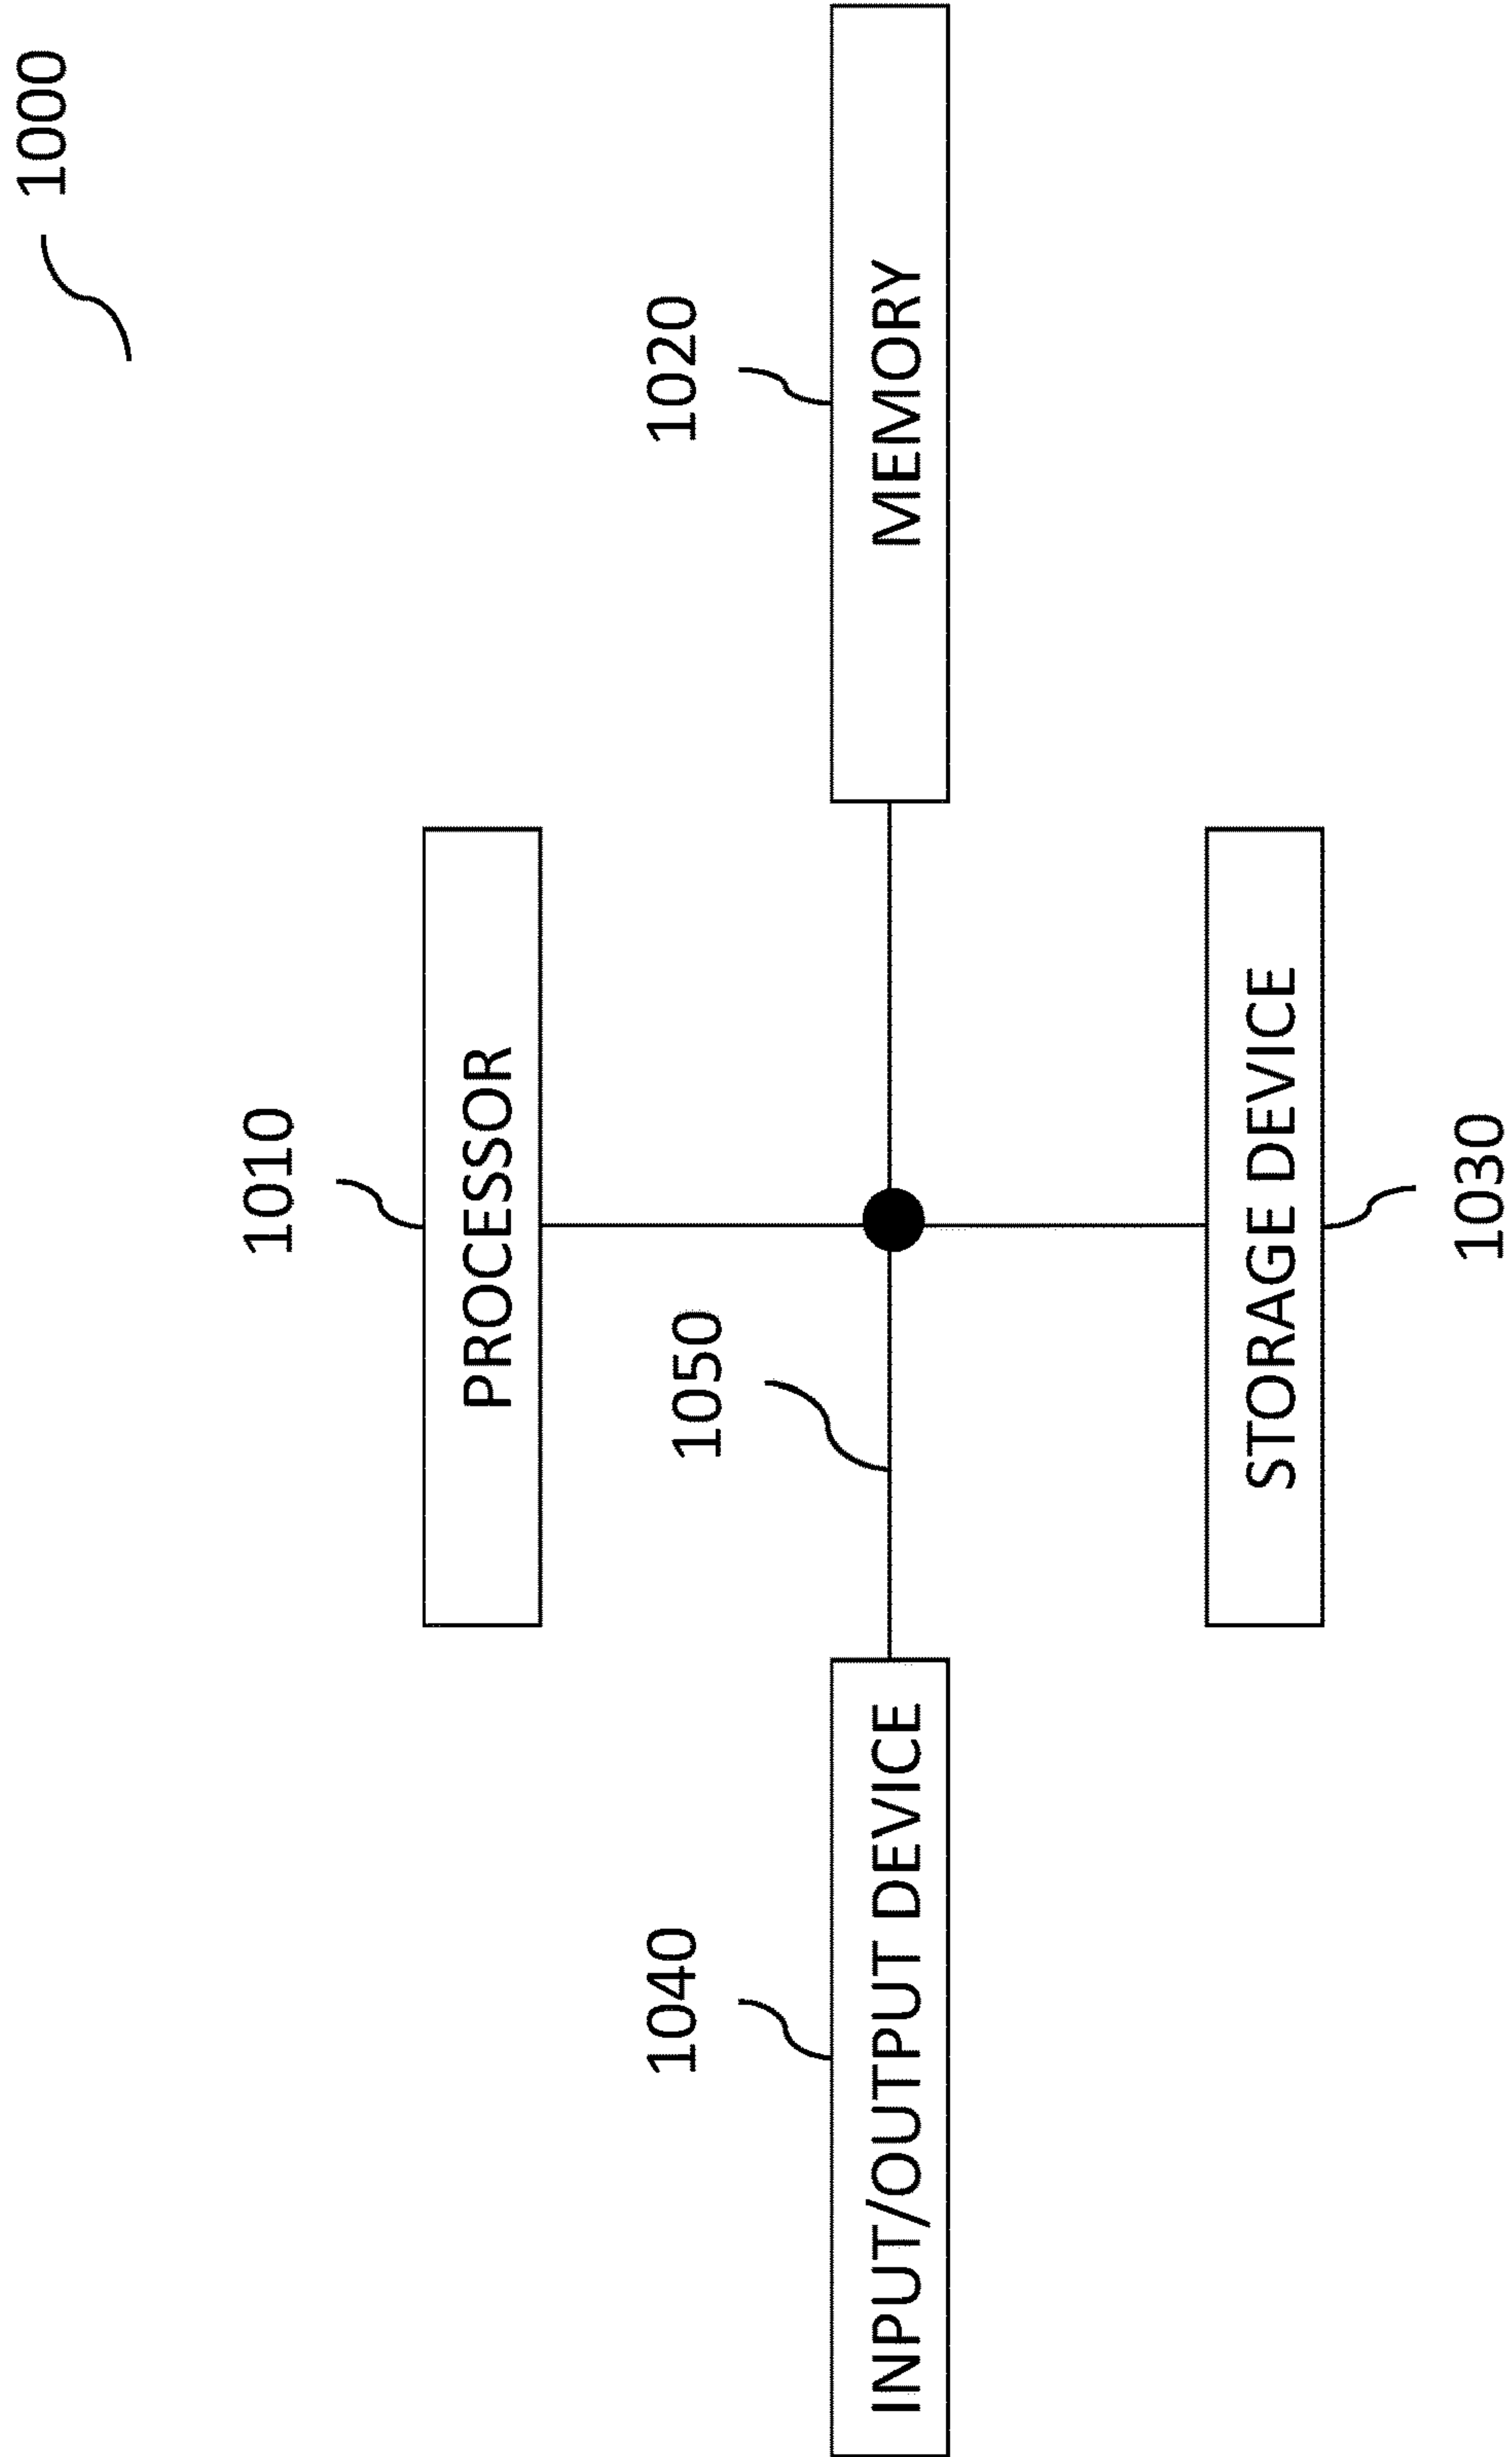 1000
1010
PROCESSOR
1040
1050
1020
INPUT/OUTPUT DEVICE
MEMORY
STORAGE DEVICE
1030